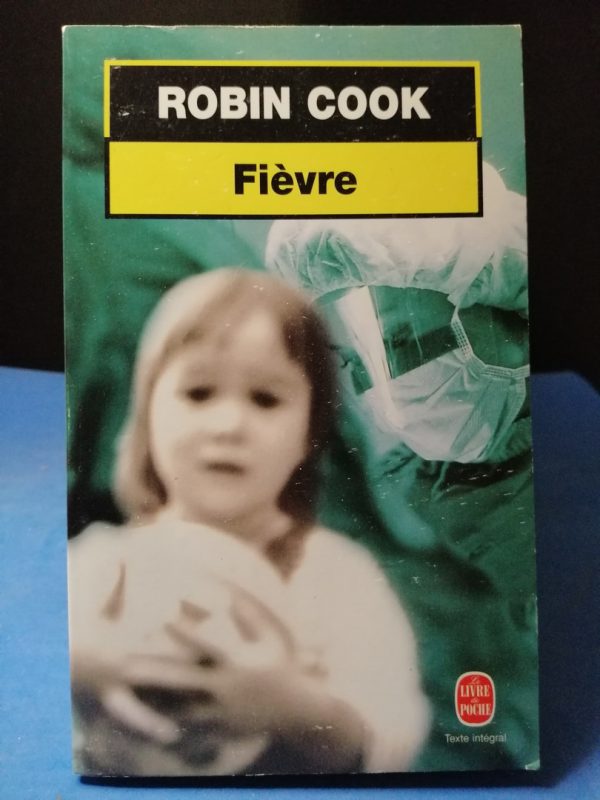 ROBIN COOK
Fièvre
Le
LIVRE
de
POCHE
Texte intégral